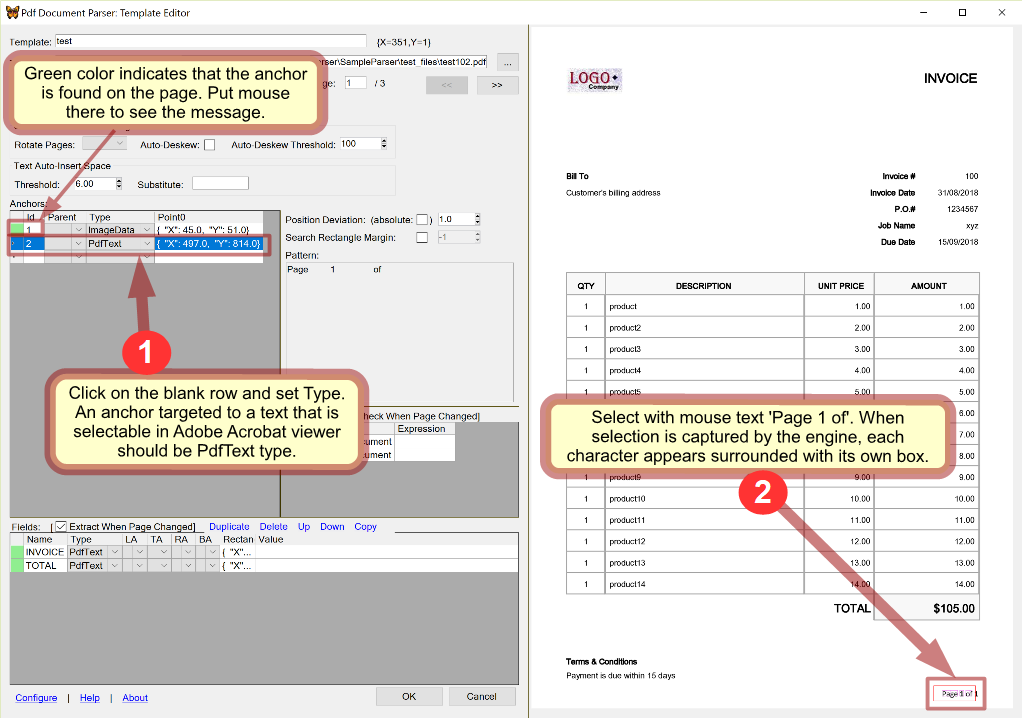 Pdf Document Parser: Template Editor
Template: test {X=351,Y=1}
Green color indicates that the anchor
is found on the page. Put mouse
there to see the message.
rser\SampleParser\test_files\test102.pdf ...
ge: 1 / 3 << >>
Rotate Pages: Auto-Deskew: Auto-Deskew Threshold: 100
Text Auto-Insert Space
Threshold: 6.00 Substitute:
Anchors:
Id Parent Type Point0
1 ImageData { "X": 45.0, "Y": 51.0}
2 PdfText { "X": 497.0, "Y": 814.0}
Position Deviation: (absolute: ) 1.0
Search Rectangle Margin: -1
Pattern:
Page 1 of
1
Click on the blank row and set Type.
An anchor targeted to a text that is
selectable in Adobe Acrobat viewer
should be PdfText type.
heck When Page Changed]
Expression
cument
cument
Fields: [ Extract When Page Changed] Duplicate Delete Up Down Copy
Name Type LA TA RA BA Rectan Value
INVOICE PdfText { "X"...
TOTAL PdfText { "X"...
Configure | Help | About OK Cancel
LOGO
Company
INVOICE
Bill To
Customer's billing address
Invoice # 100
Invoice Date 31/08/2018
P.O.# 1234567
Job Name xyz
Due Date 15/09/2018
QTY DESCRIPTION UNIT PRICE AMOUNT
1 product 1.00 1.00
1 product2 2.00 2.00
1 product3 3.00 3.00
1 product4 4.00 4.00
1 product5 5.00 5.00
6.00
7.00
8.00
Select with mouse text 'Page 1 of'. When
selection is captured by the engine, each
character appears surrounded with its own box.
1 product9 9.00 9.00
1 product10 10.00 10.00
1 product11 11.00 11.00
1 product12 12.00 12.00
1 product13 13.00 13.00
1 product14 14.00 14.00
2
TOTAL $105.00
Terms & Conditions
Payment is due within 15 days
Page 1 of 1